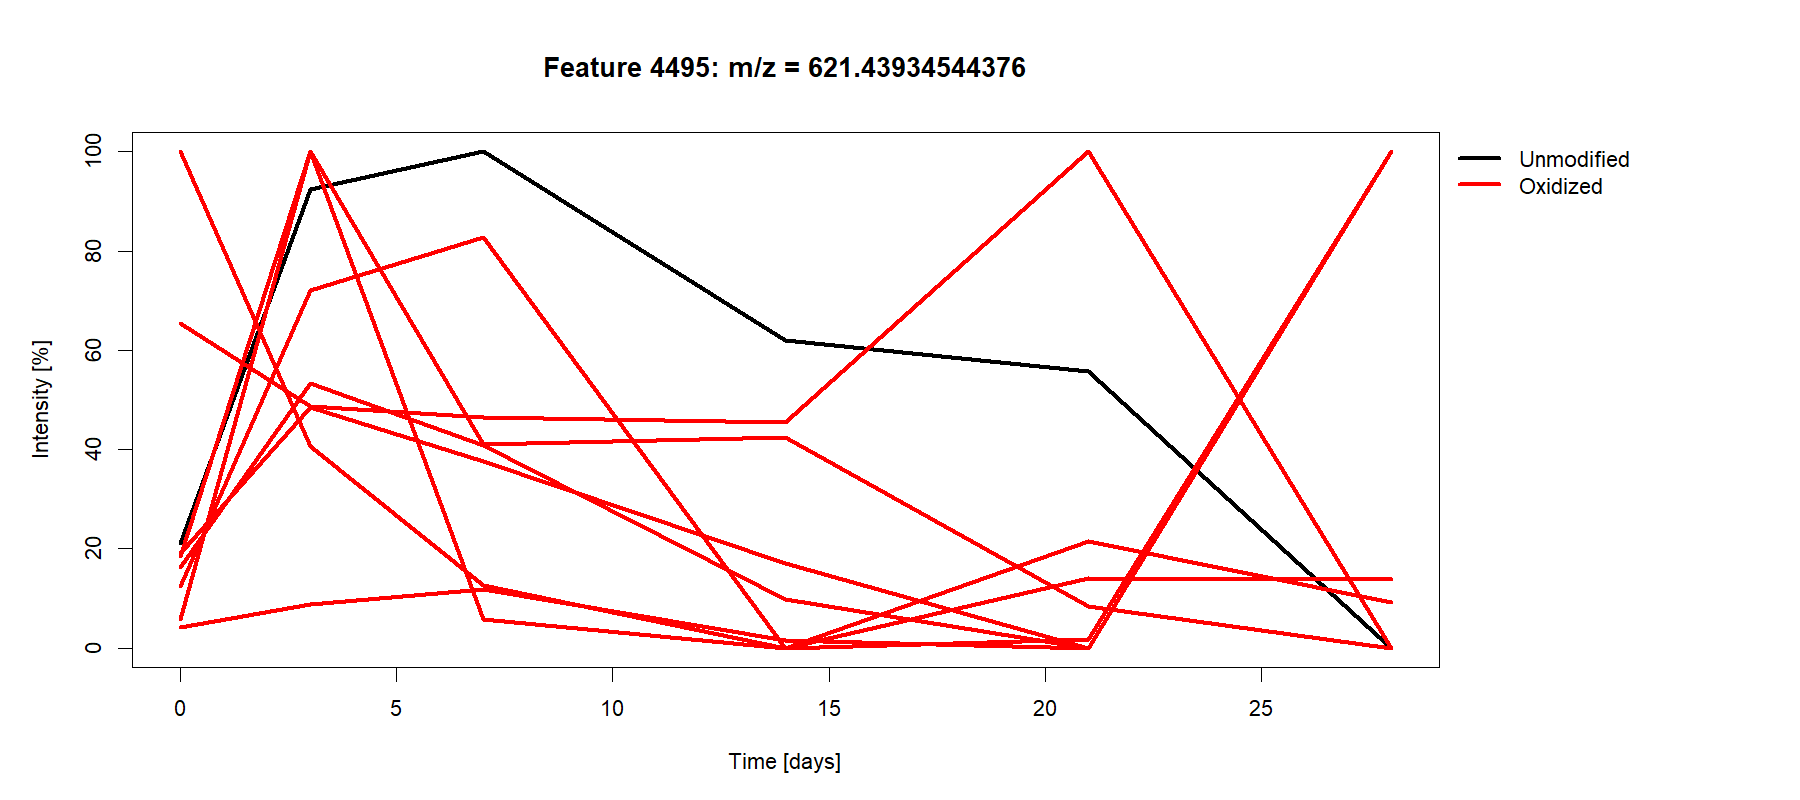 Feature 4495: m/z = 621.43934544376
Unmodified
Oxidized
Intensity [%]
100
80
60
40
20
0
0 5 10 15 20 25
Time [days]